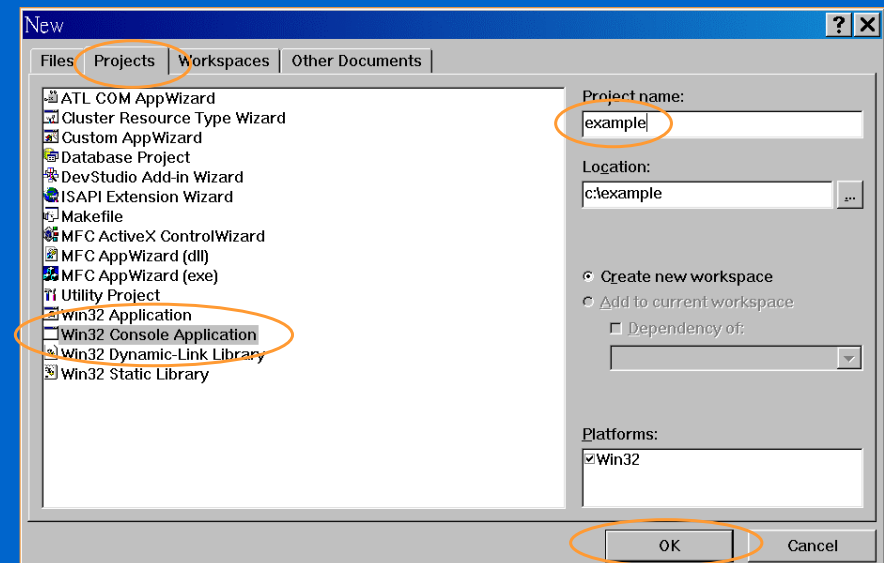 New
Files Projects Workspaces Other Documents
ATL COM AppWizard
Cluster Resource Type Wizard
Custom AppWizard
Database Project
DevStudio Add-in Wizard
ISAPI Extension Wizard
Makefile
MFC ActiveX ControlWizard
MFC AppWizard (dll)
MFC AppWizard (exe)
Utility Project
Win32 Application
Win32 Console Application
Win32 Dynamic-Link Library
Win32 Static Library
Project name:
example
Location:
c:\example
...
Create new workspace
Add to current workspace
Dependency of:
Platforms:
Win32
OK Cancel